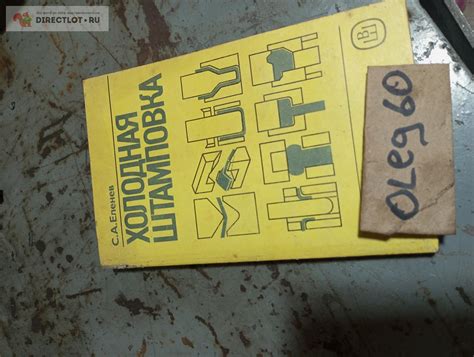 DIRECTLOT.RU
С.А.Еленев
ХОЛОДНАЯ
ШТАМПОВКА
OLeg 60